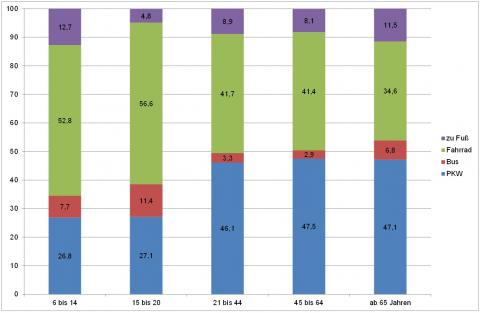 100
90
80
70
60
50
40
30
20
10
0
12,7 4,8 8,9 8,1 11,5
52,8 56,6 41,7 41,4 34,6
7,7 11,4 3,3 2,9 6,8
26,8 27,1 46,1 47,5 47,1
6 bis 14 15 bis 20 21 bis 44 45 bis 64 ab 65 Jahren
zu Fuß
Fahrrad
Bus
PKW